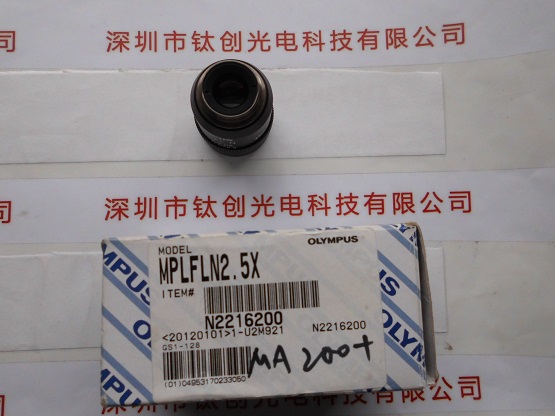 深圳市钛创光电科技有限公司
深圳市钛创光电科技有限公司
OLYMPUS
MODEL
MPLFLN2.5X
ITEM#
N2216200
<20120101>1-U2M921 N2216200
GS1-128
MA 200+
(01)04953170233050